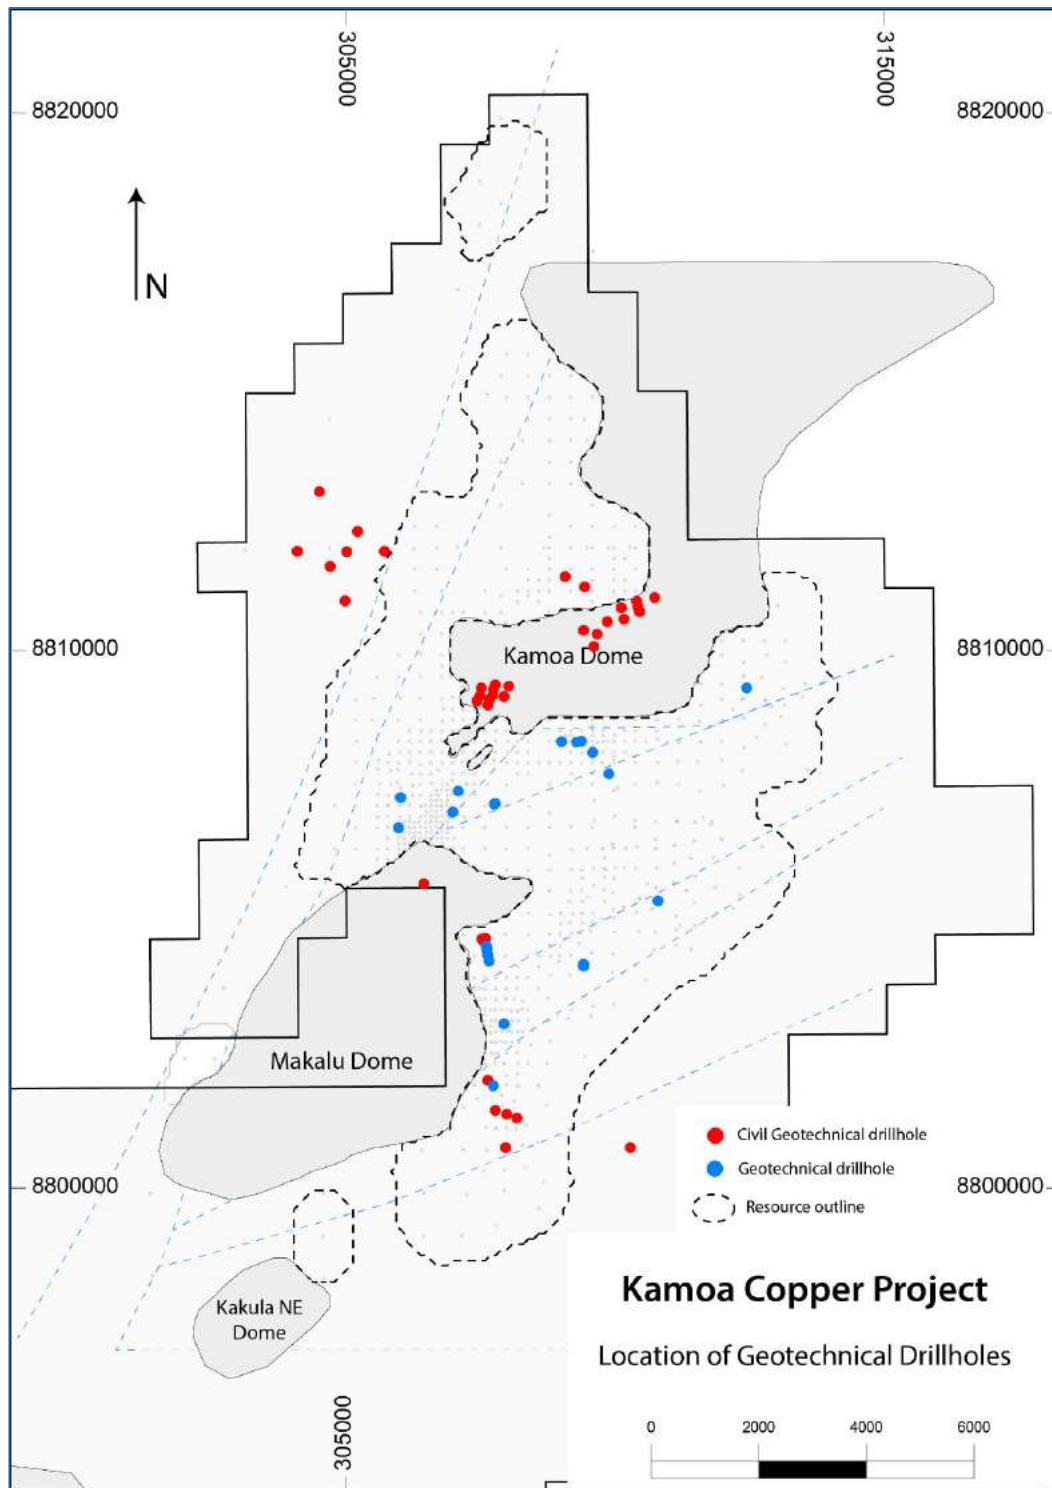 305000
315000
8820000
8820000
N
8810000
8810000
Kamoa Dome
Makalu Dome
Civil Geotechnical drillhole
Geotechnical drillhole
Resource outline
8800000
8800000
Kakula NE
Dome
Kamoa Copper Project
Location of Geotechnical Drillholes
305000
0 2000 4000 6000